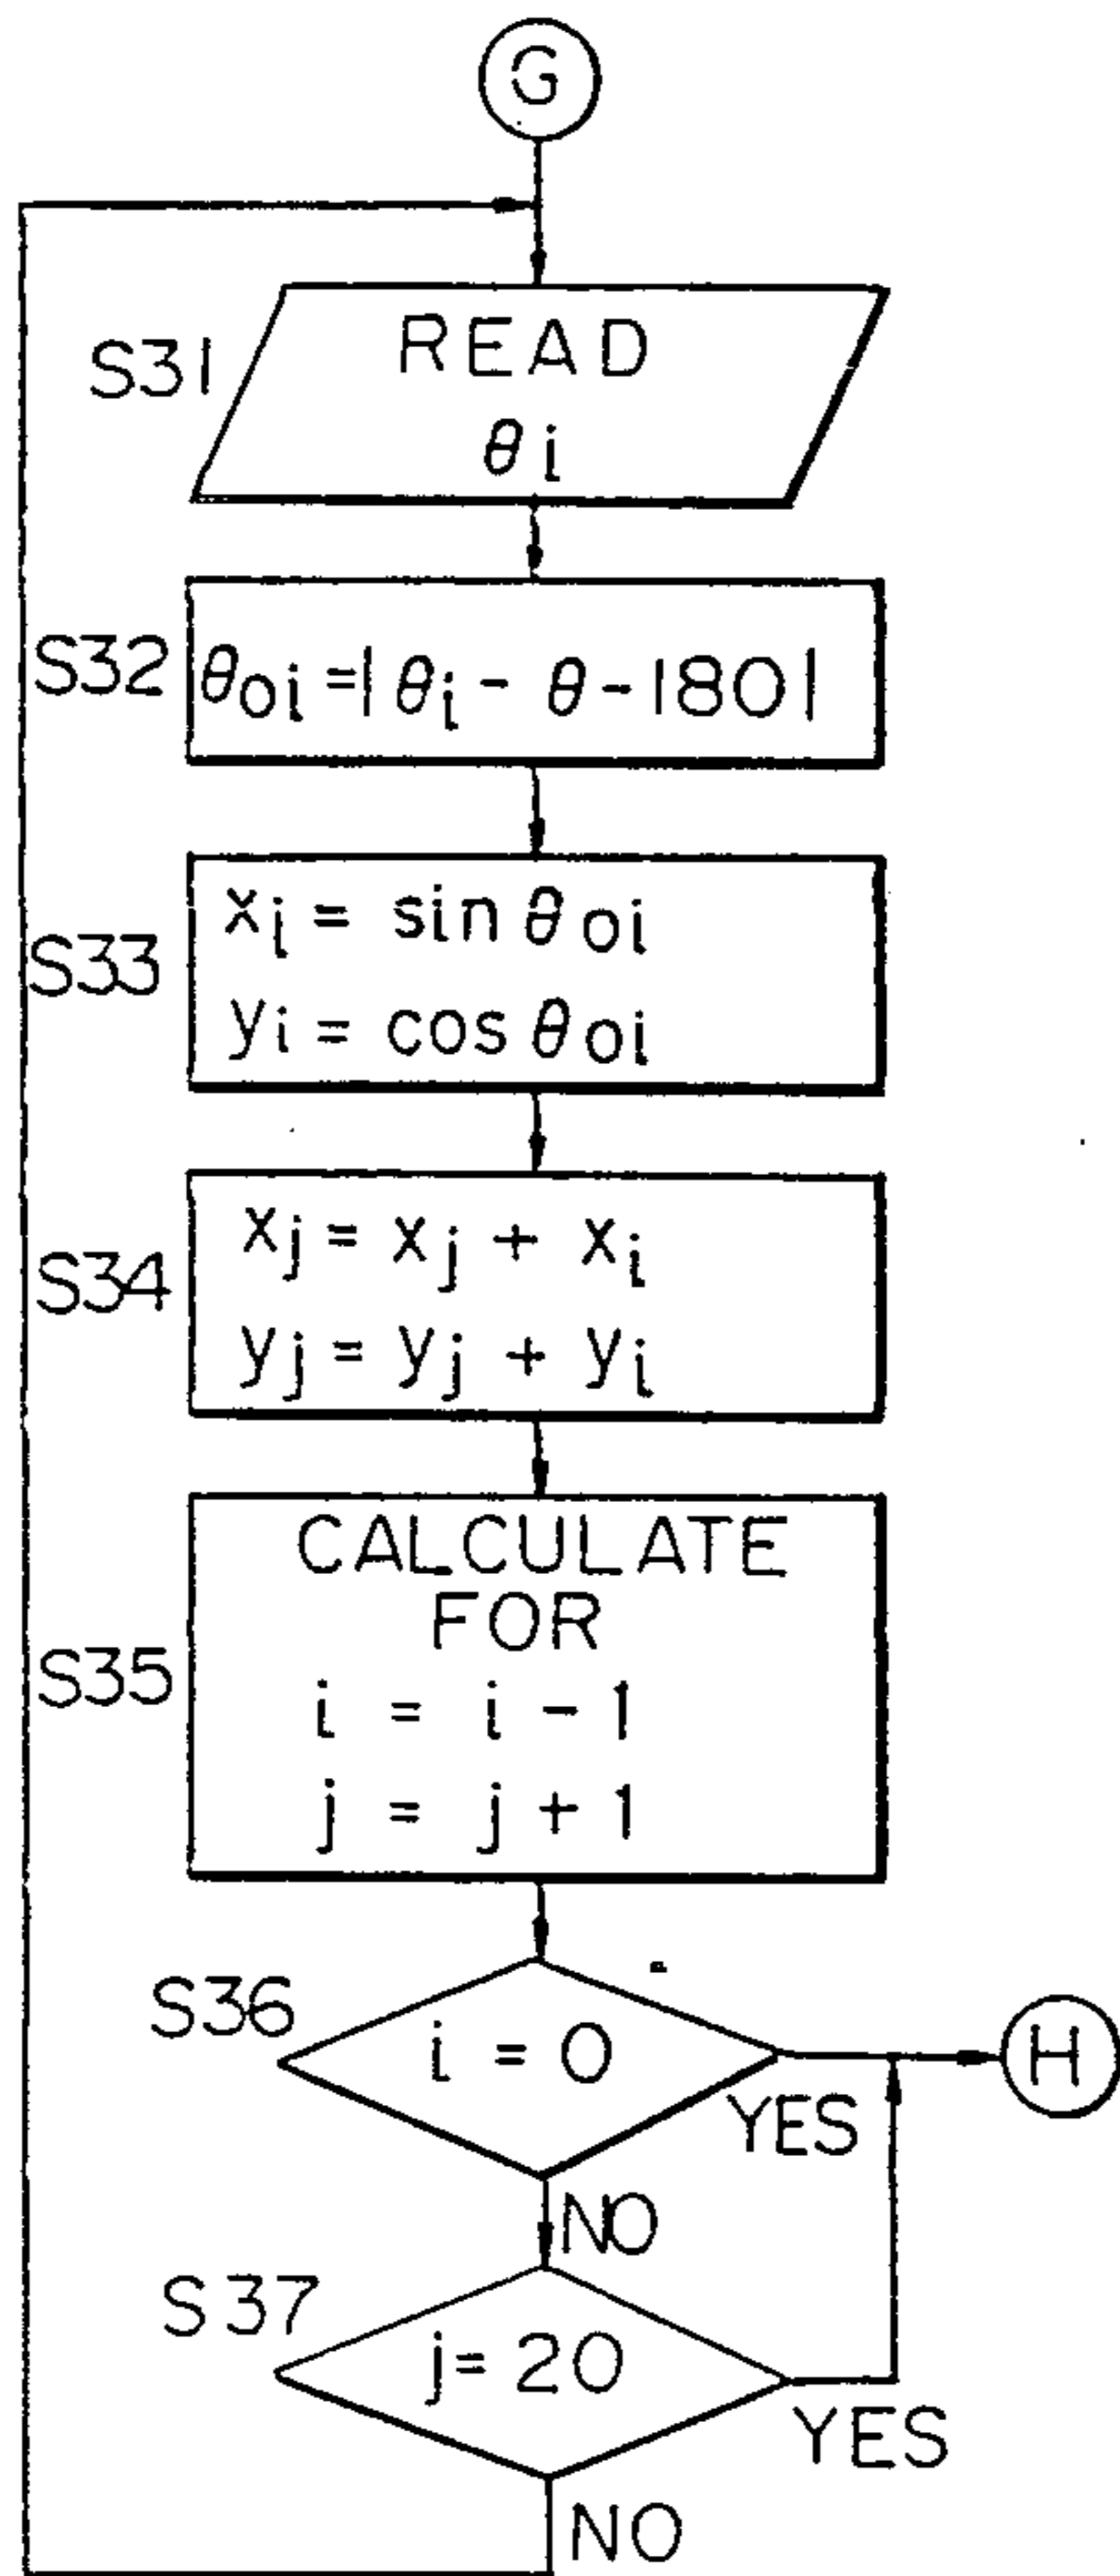 G
S31
READ
θi
S32
θoi = | θi - θ - 180 |
S33
xi = sin θoi
yi = cos θoi
S34
xj = xj + xi
yj = yj + yi
S35
CALCULATE
FOR
i = i - 1
j = j + 1
S36
i = 0
YES
H
NO
S37
j = 20
YES
NO